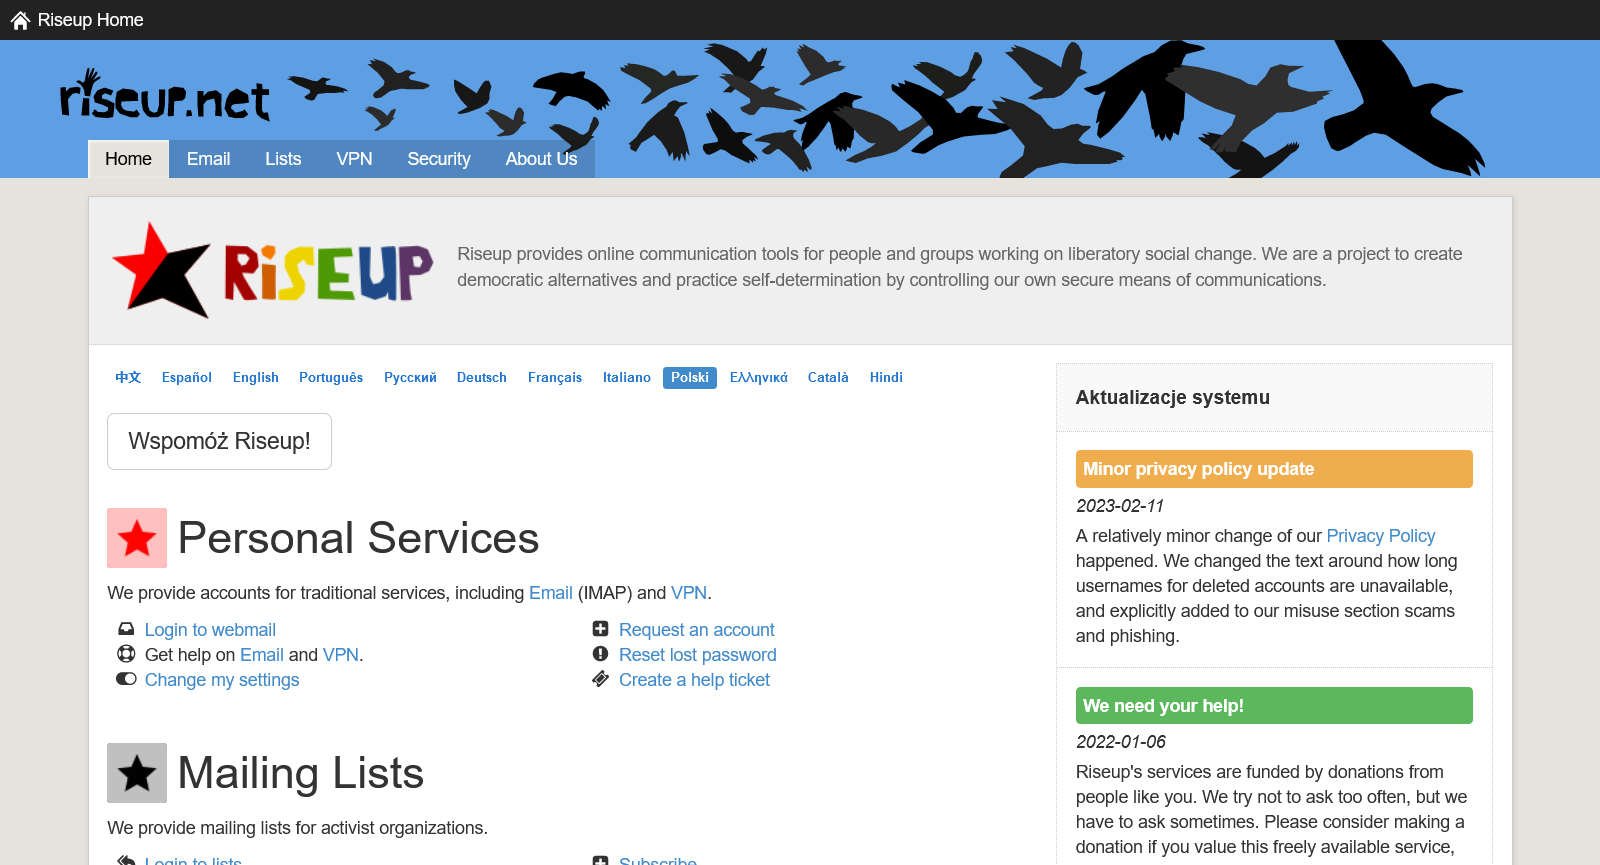 Riseup Home
riseup.net
Home Email Lists VPN Security About Us
RiSEUP
Riseup provides online communication tools for people and groups working on liberatory social change. We are a project to create
democratic alternatives and practice self-determination by controlling our own secure means of communications.
中文 Español English Português Русский Deutsch Français Italiano Polski Ελληνικά Català Hindi
Wspomóż Riseup!
Personal Services
We provide accounts for traditional services, including Email (IMAP) and VPN.
Login to webmail
Get help on Email and VPN.
Change my settings
Request an account
Reset lost password
Create a help ticket
Mailing Lists
We provide mailing lists for activist organizations.
Login to lists
Subscribe
Aktualizacje systemu
Minor privacy policy update
2023-02-11
A relatively minor change of our Privacy Policy
happened. We changed the text around how long
usernames for deleted accounts are unavailable,
and explicitly added to our misuse section scams
and phishing.
We need your help!
2022-01-06
Riseup's services are funded by donations from
people like you. We try not to ask too often, but we
have to ask sometimes. Please consider making a
donation if you value this freely available service,